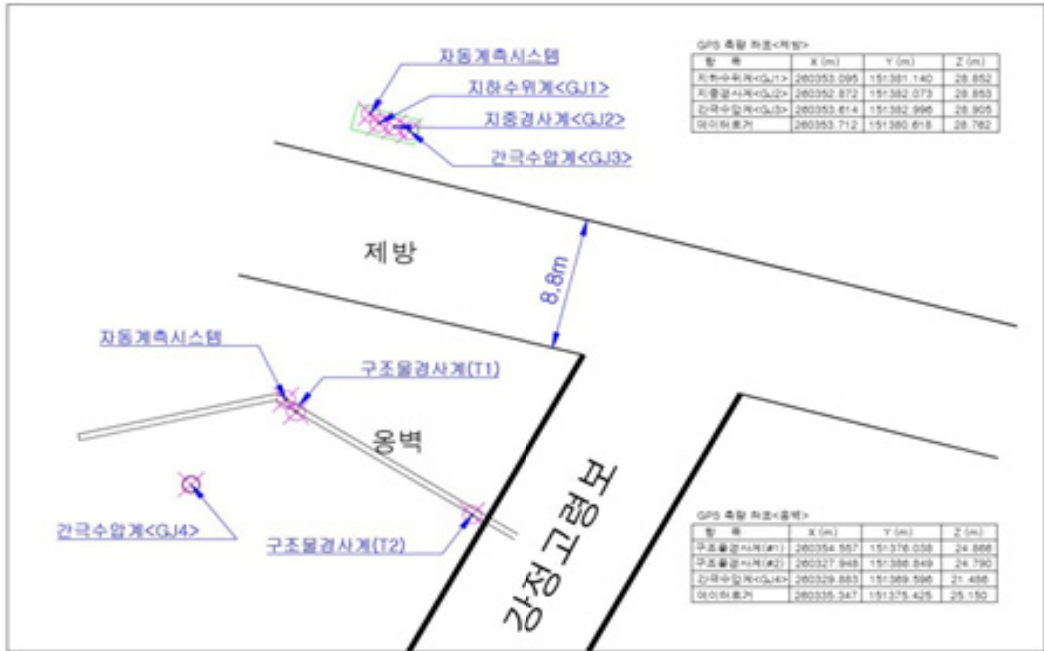 자동계측시스템
지하수위계<GJ1>
지중경사계<GJ2>
간극수압계<GJ3>
GPS 측량 좌표<제방>
항 목 X (m) Y (m) Z (m)
지하수위계<GJ1> 260353.095 151381.140 28.852
지중경사계<GJ2> 260352.872 151382.073 28.853
간극수압계<GJ3> 260353.614 151382.996 28.905
데이터로거 260353.712 151380.618 28.762
제방
8.8m
자동계측시스템
구조물경사계(T1)
옹벽
간극수압계<GJ4>
구조물경사계(T2)
강정고령보
GPS 측량 좌표<옹벽>
항 목 X (m) Y (m) Z (m)
구조물경사계(#1) 260354.557 151376.038 24.866
구조물경사계(#2) 260327.948 151386.849 24.790
간극수압계<GJ4> 260329.883 151369.596 21.486
데이터로거 260335.347 151375.425 25.150